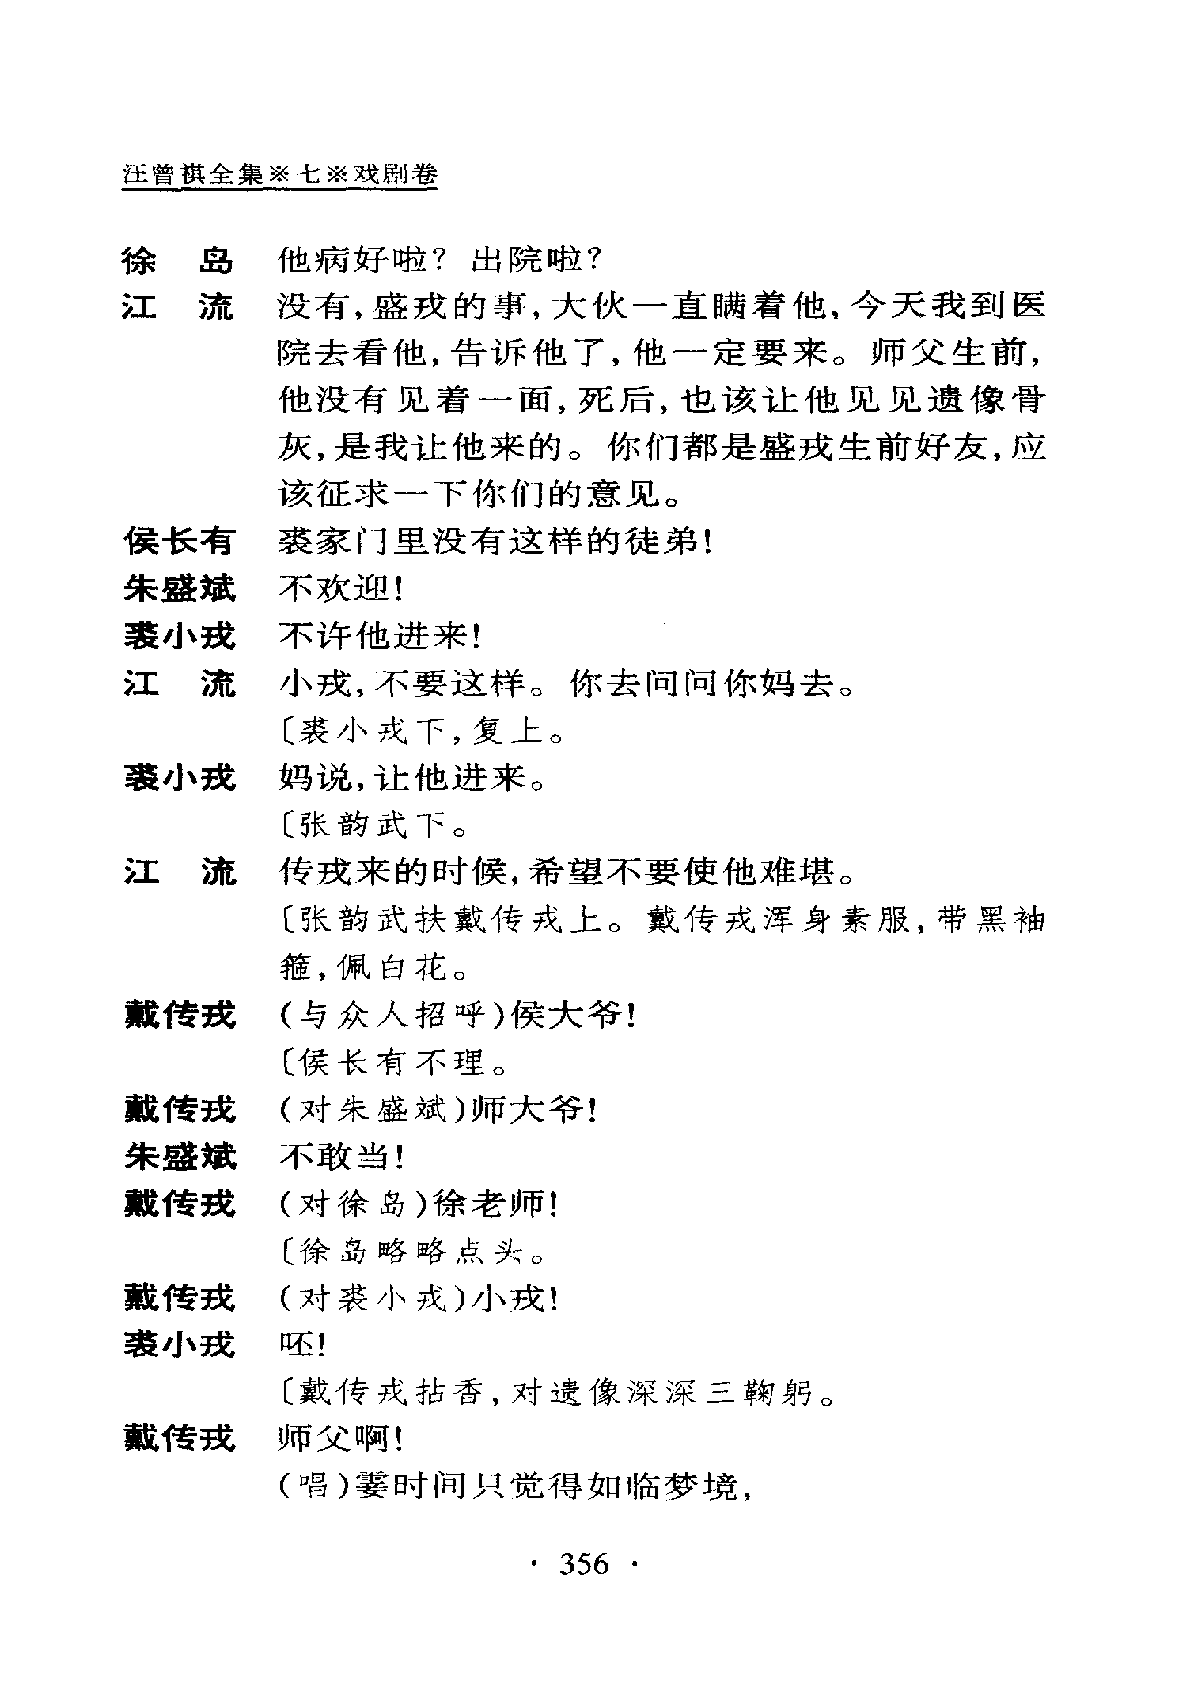 汪曾祺全集※七※戏剧卷
徐　岛　他病好啦？出院啦？
江　流　没有，盛戎的事，大伙一直瞒着他，今天我到医
院去看他，告诉他了，他一定要来。师父生前，
他没有见着一面，死后，也该让他见见遗像骨
灰，是我让他来的。你们都是盛戎生前好友，应
该征求一下你们的意见。
侯长有　裘家门里没有这样的徒弟！
朱盛斌　不欢迎！
裘小戎　不许他进来！
江　流　小戎，不要这样。你去问问你妈去。
〔裘小戎下，复上。
裘小戎　妈说，让他进来。
〔张韵武下。
江　流　传戎来的时候，希望不要使他难堪。
〔张韵武扶戴传戎上。戴传戎浑身素服，带黑袖
箍，佩白花。
戴传戎　（与众人招呼）侯大爷！
〔侯长有不理。
戴传戎　（对朱盛斌）师大爷！
朱盛斌　不敢当！
戴传戎　（对徐岛）徐老师！
〔徐岛略略点头。
戴传戎　（对裘小戎）小戎！
裘小戎　呸！
〔戴传戎拈香，对遗像深深三鞠躬。
戴传戎　师父啊！
（唱）霎时间只觉得如临梦境，
· 356 ·